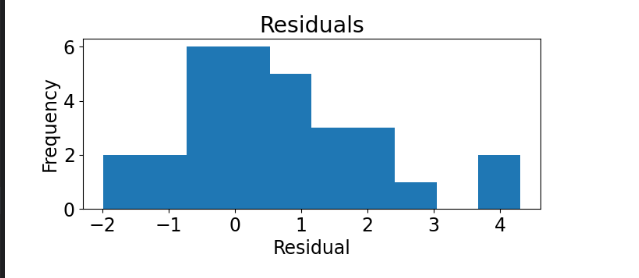 Residuals
6
4
2
0
Frequency
−2 −1 0 1 2 3 4
Residual